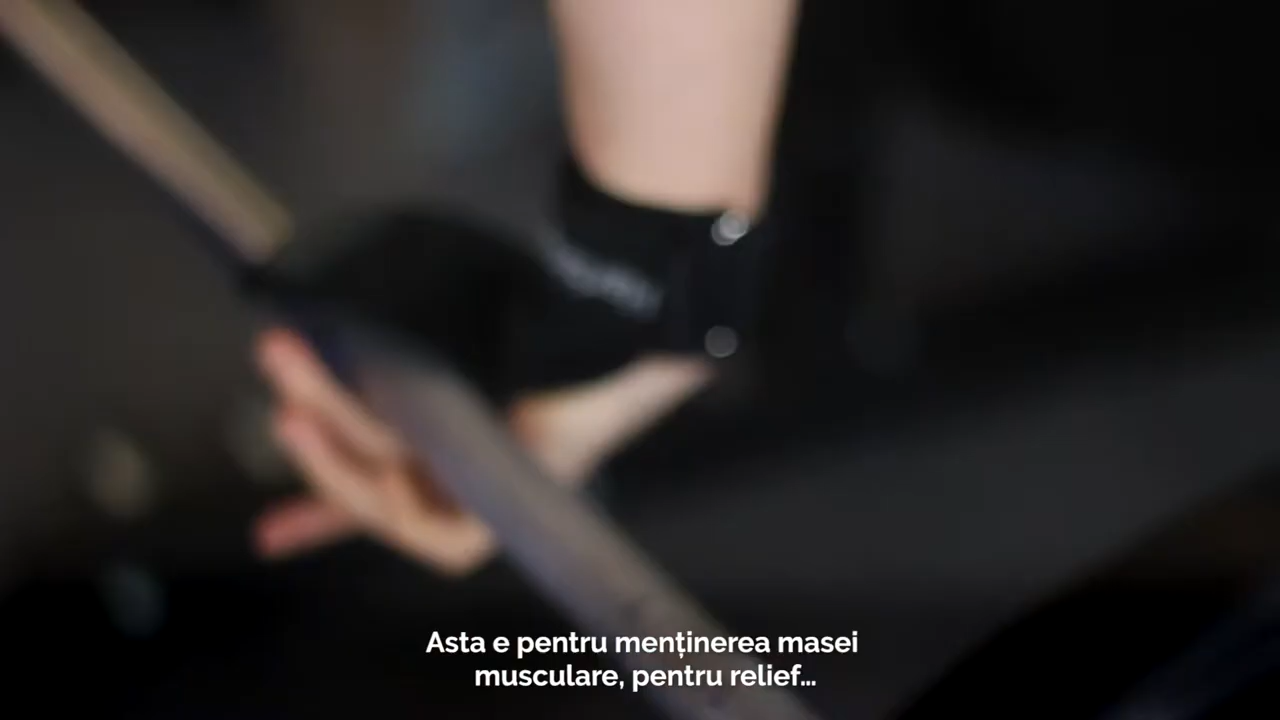 Asta e pentru menținerea masei
musculare, pentru relief...